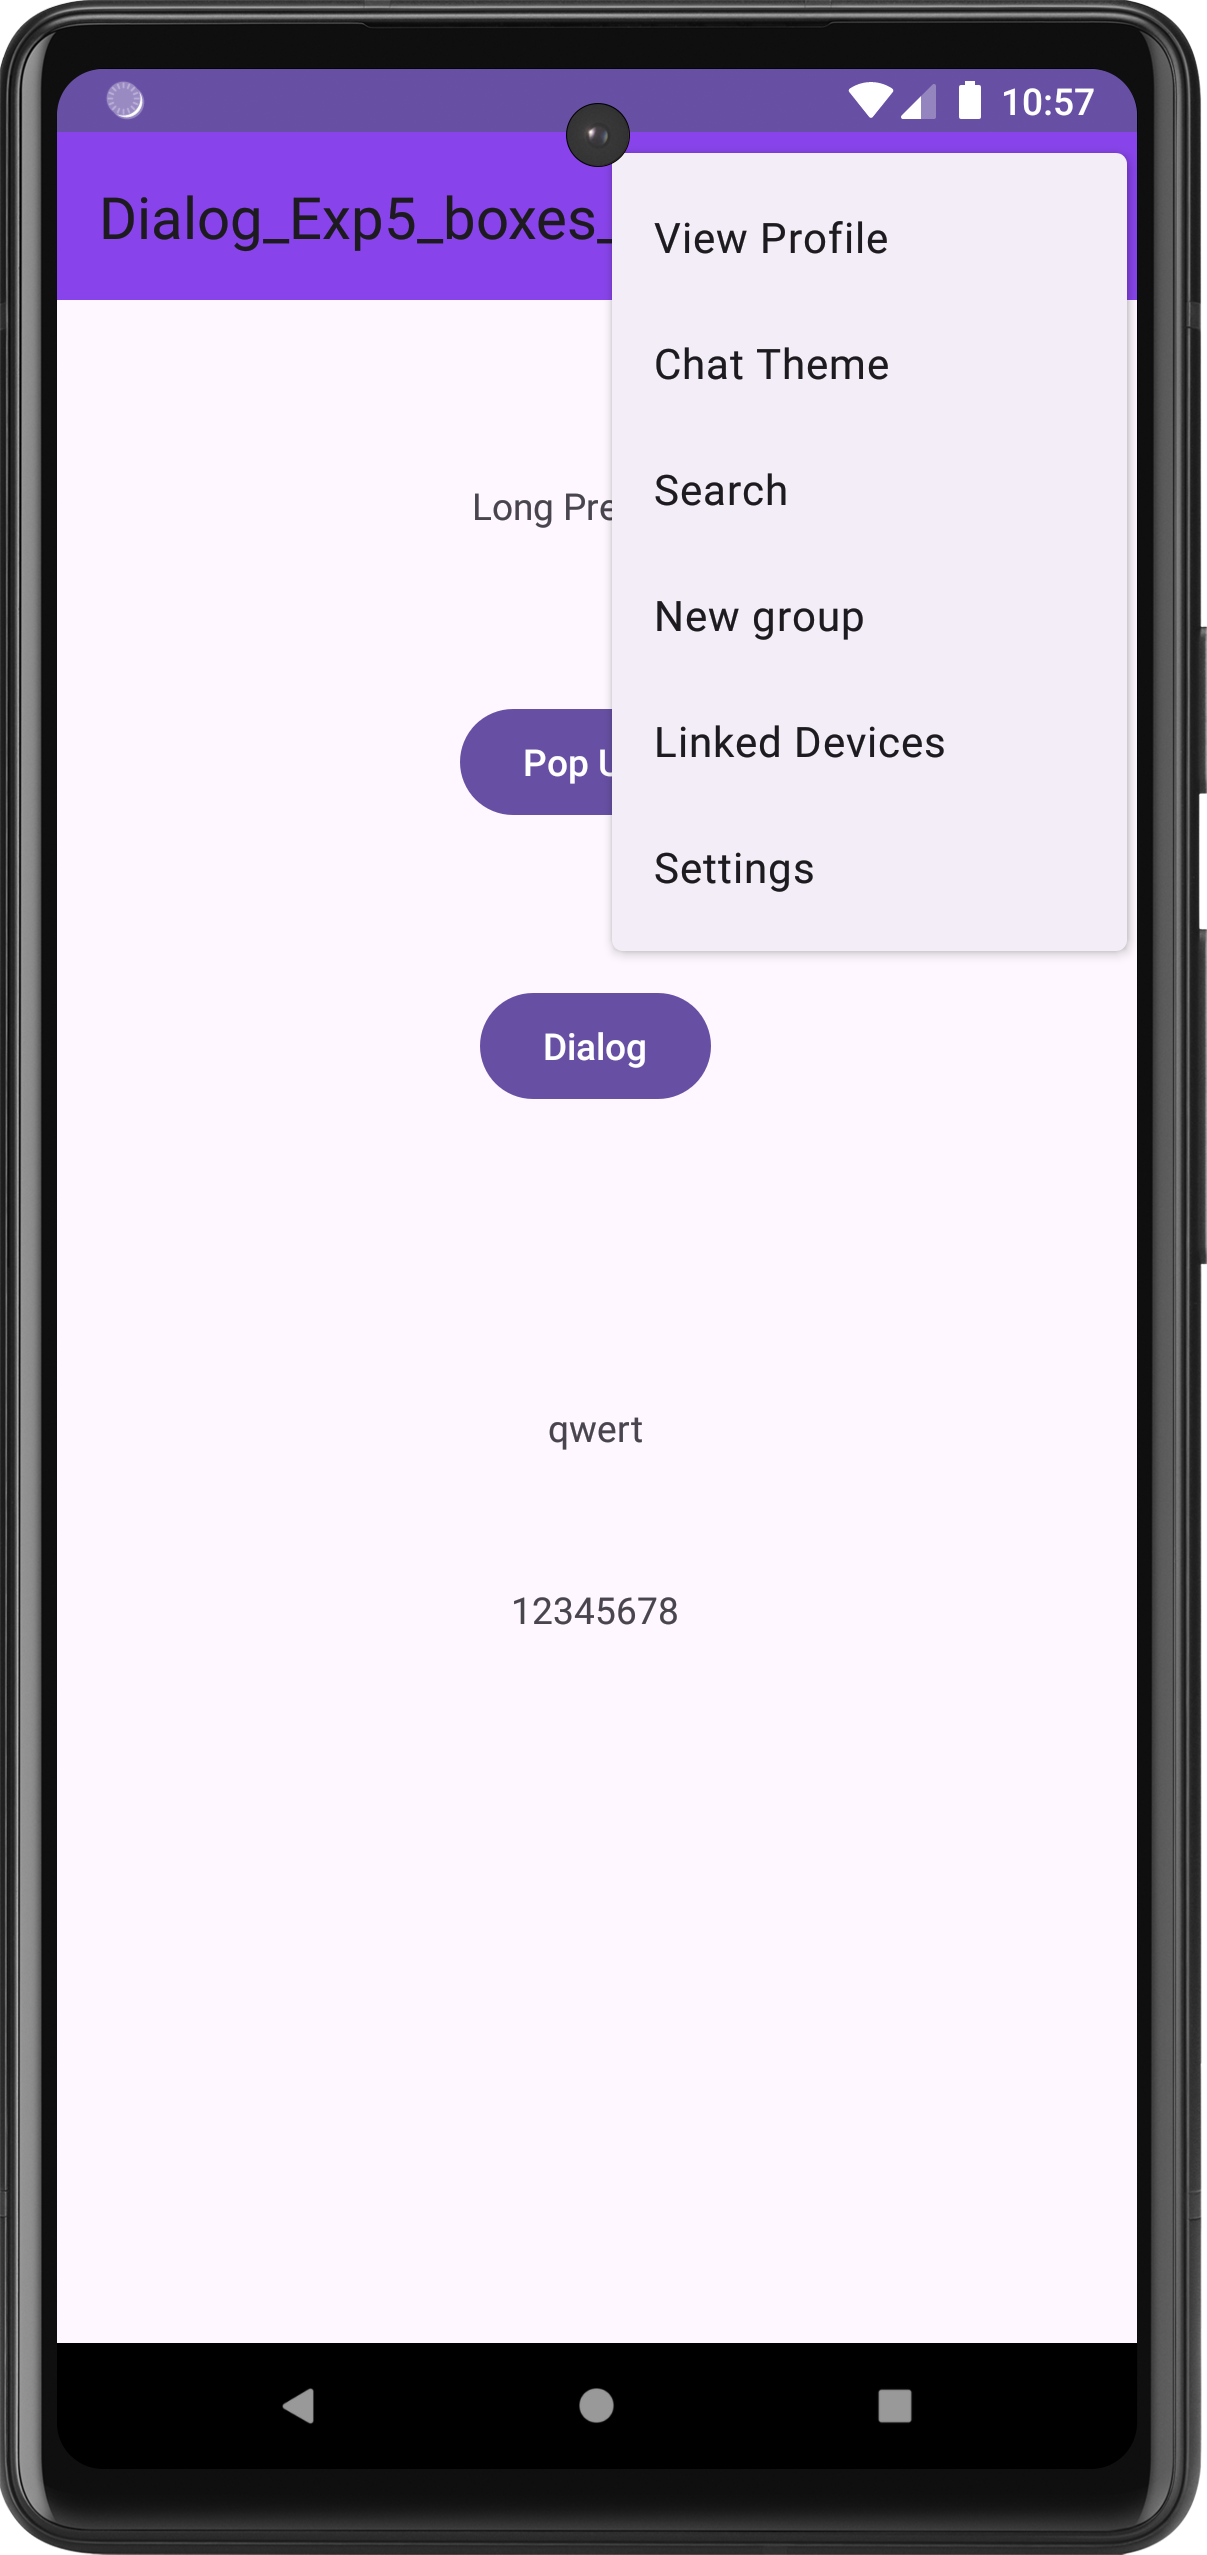 10:57
Dialog_Exp5_boxes_
View Profile
Chat Theme
Search
New group
Linked Devices
Settings
Long Pre
Pop U
Dialog
qwert
12345678